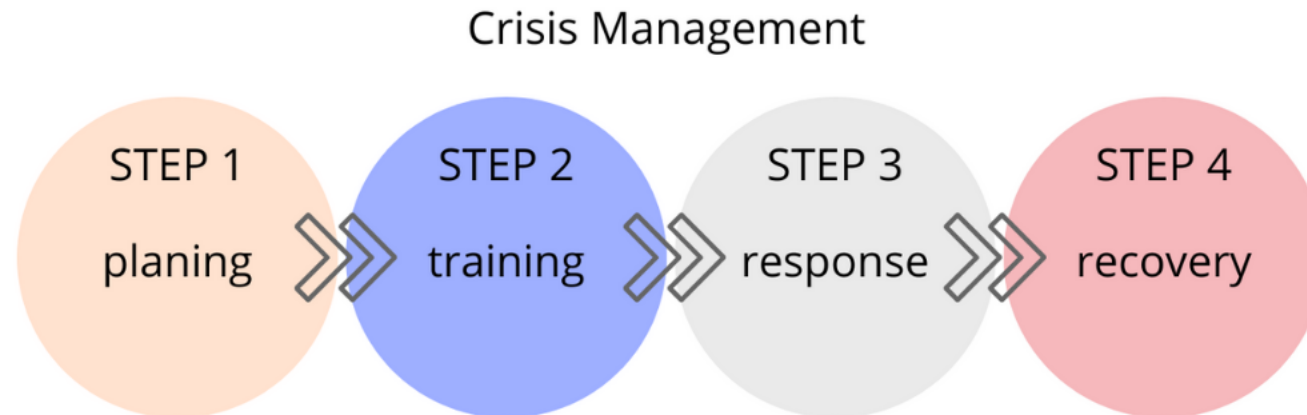 Crisis Management
STEP 1
planing
STEP 2
training
STEP 3
response
STEP 4
recovery